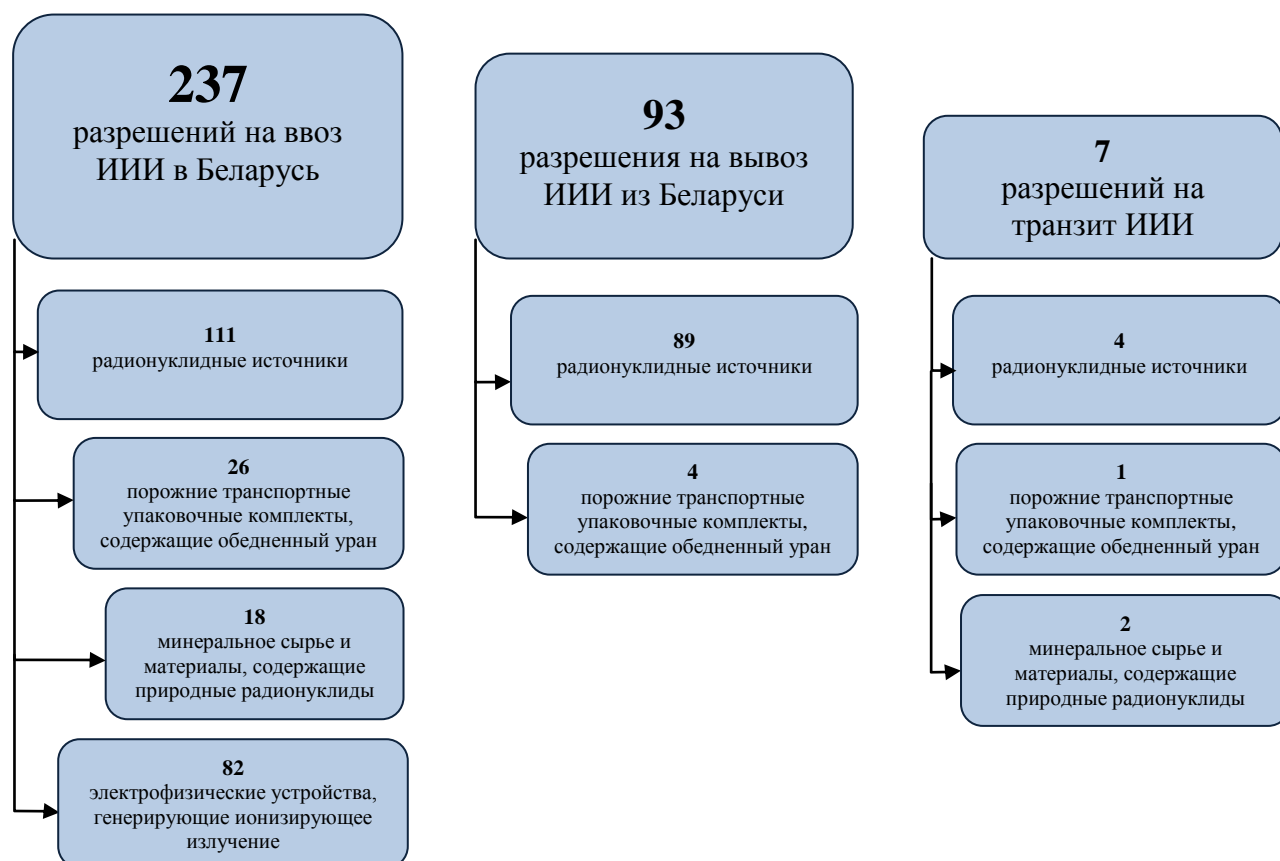 237
разрешений на ввоз
ИИИ в Беларусь
111
радионуклидные источники
26
порожние транспортные
упаковочные комплекты,
содержащие обедненный уран
18
минеральное сырье и
материалы, содержащие
природные радионуклиды
82
электрофизические устройства,
генерирующие ионизирующее
излучение
93
разрешения на вывоз
ИИИ из Беларуси
89
радионуклидные источники
4
порожние транспортные
упаковочные комплекты,
содержащие обедненный уран
7
разрешений на
транзит ИИИ
4
радионуклидные источники
1
порожние транспортные
упаковочные комплекты,
содержащие обедненный уран
2
минеральное сырье и
материалы, содержащие
природные радионуклиды